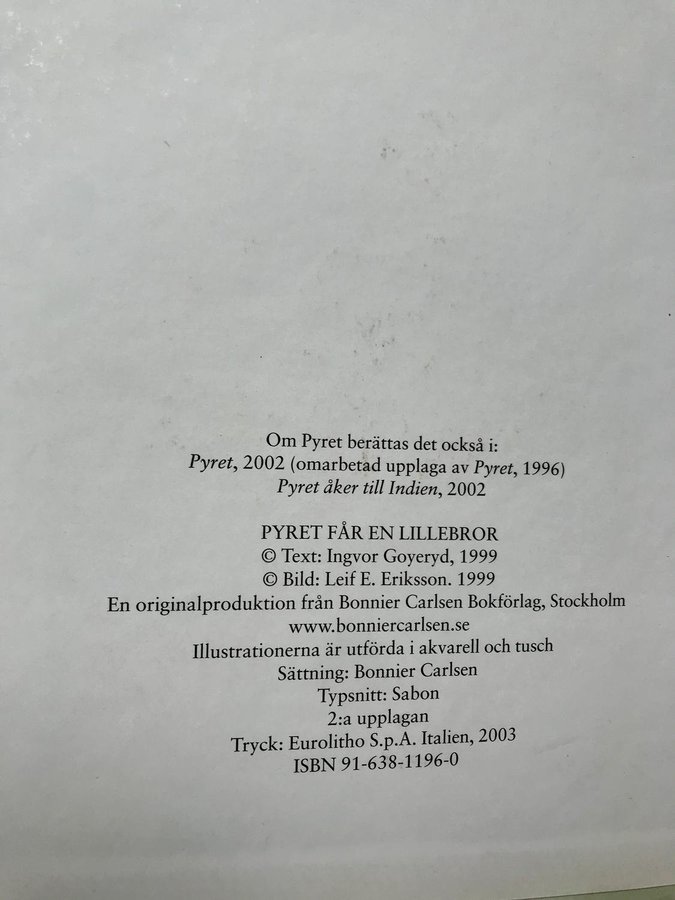 Om Pyret berättas det också i:
Pyret, 2002 (omarbetad upplaga av Pyret, 1996)
Pyret åker till Indien, 2002
PYRET FÅR EN LILLEBROR
© Text: Ingvor Goyeryd, 1999
© Bild: Leif E. Eriksson. 1999
En originalproduktion från Bonnier Carlsen Bokförlag, Stockholm
www.bonniercarlsen.se
Illustrationerna är utförda i akvarell och tusch
Sättning: Bonnier Carlsen
Typsnitt: Sabon
2:a upplagan
Tryck: Eurolitho S.p.A. Italien, 2003
ISBN 91-638-1196-0